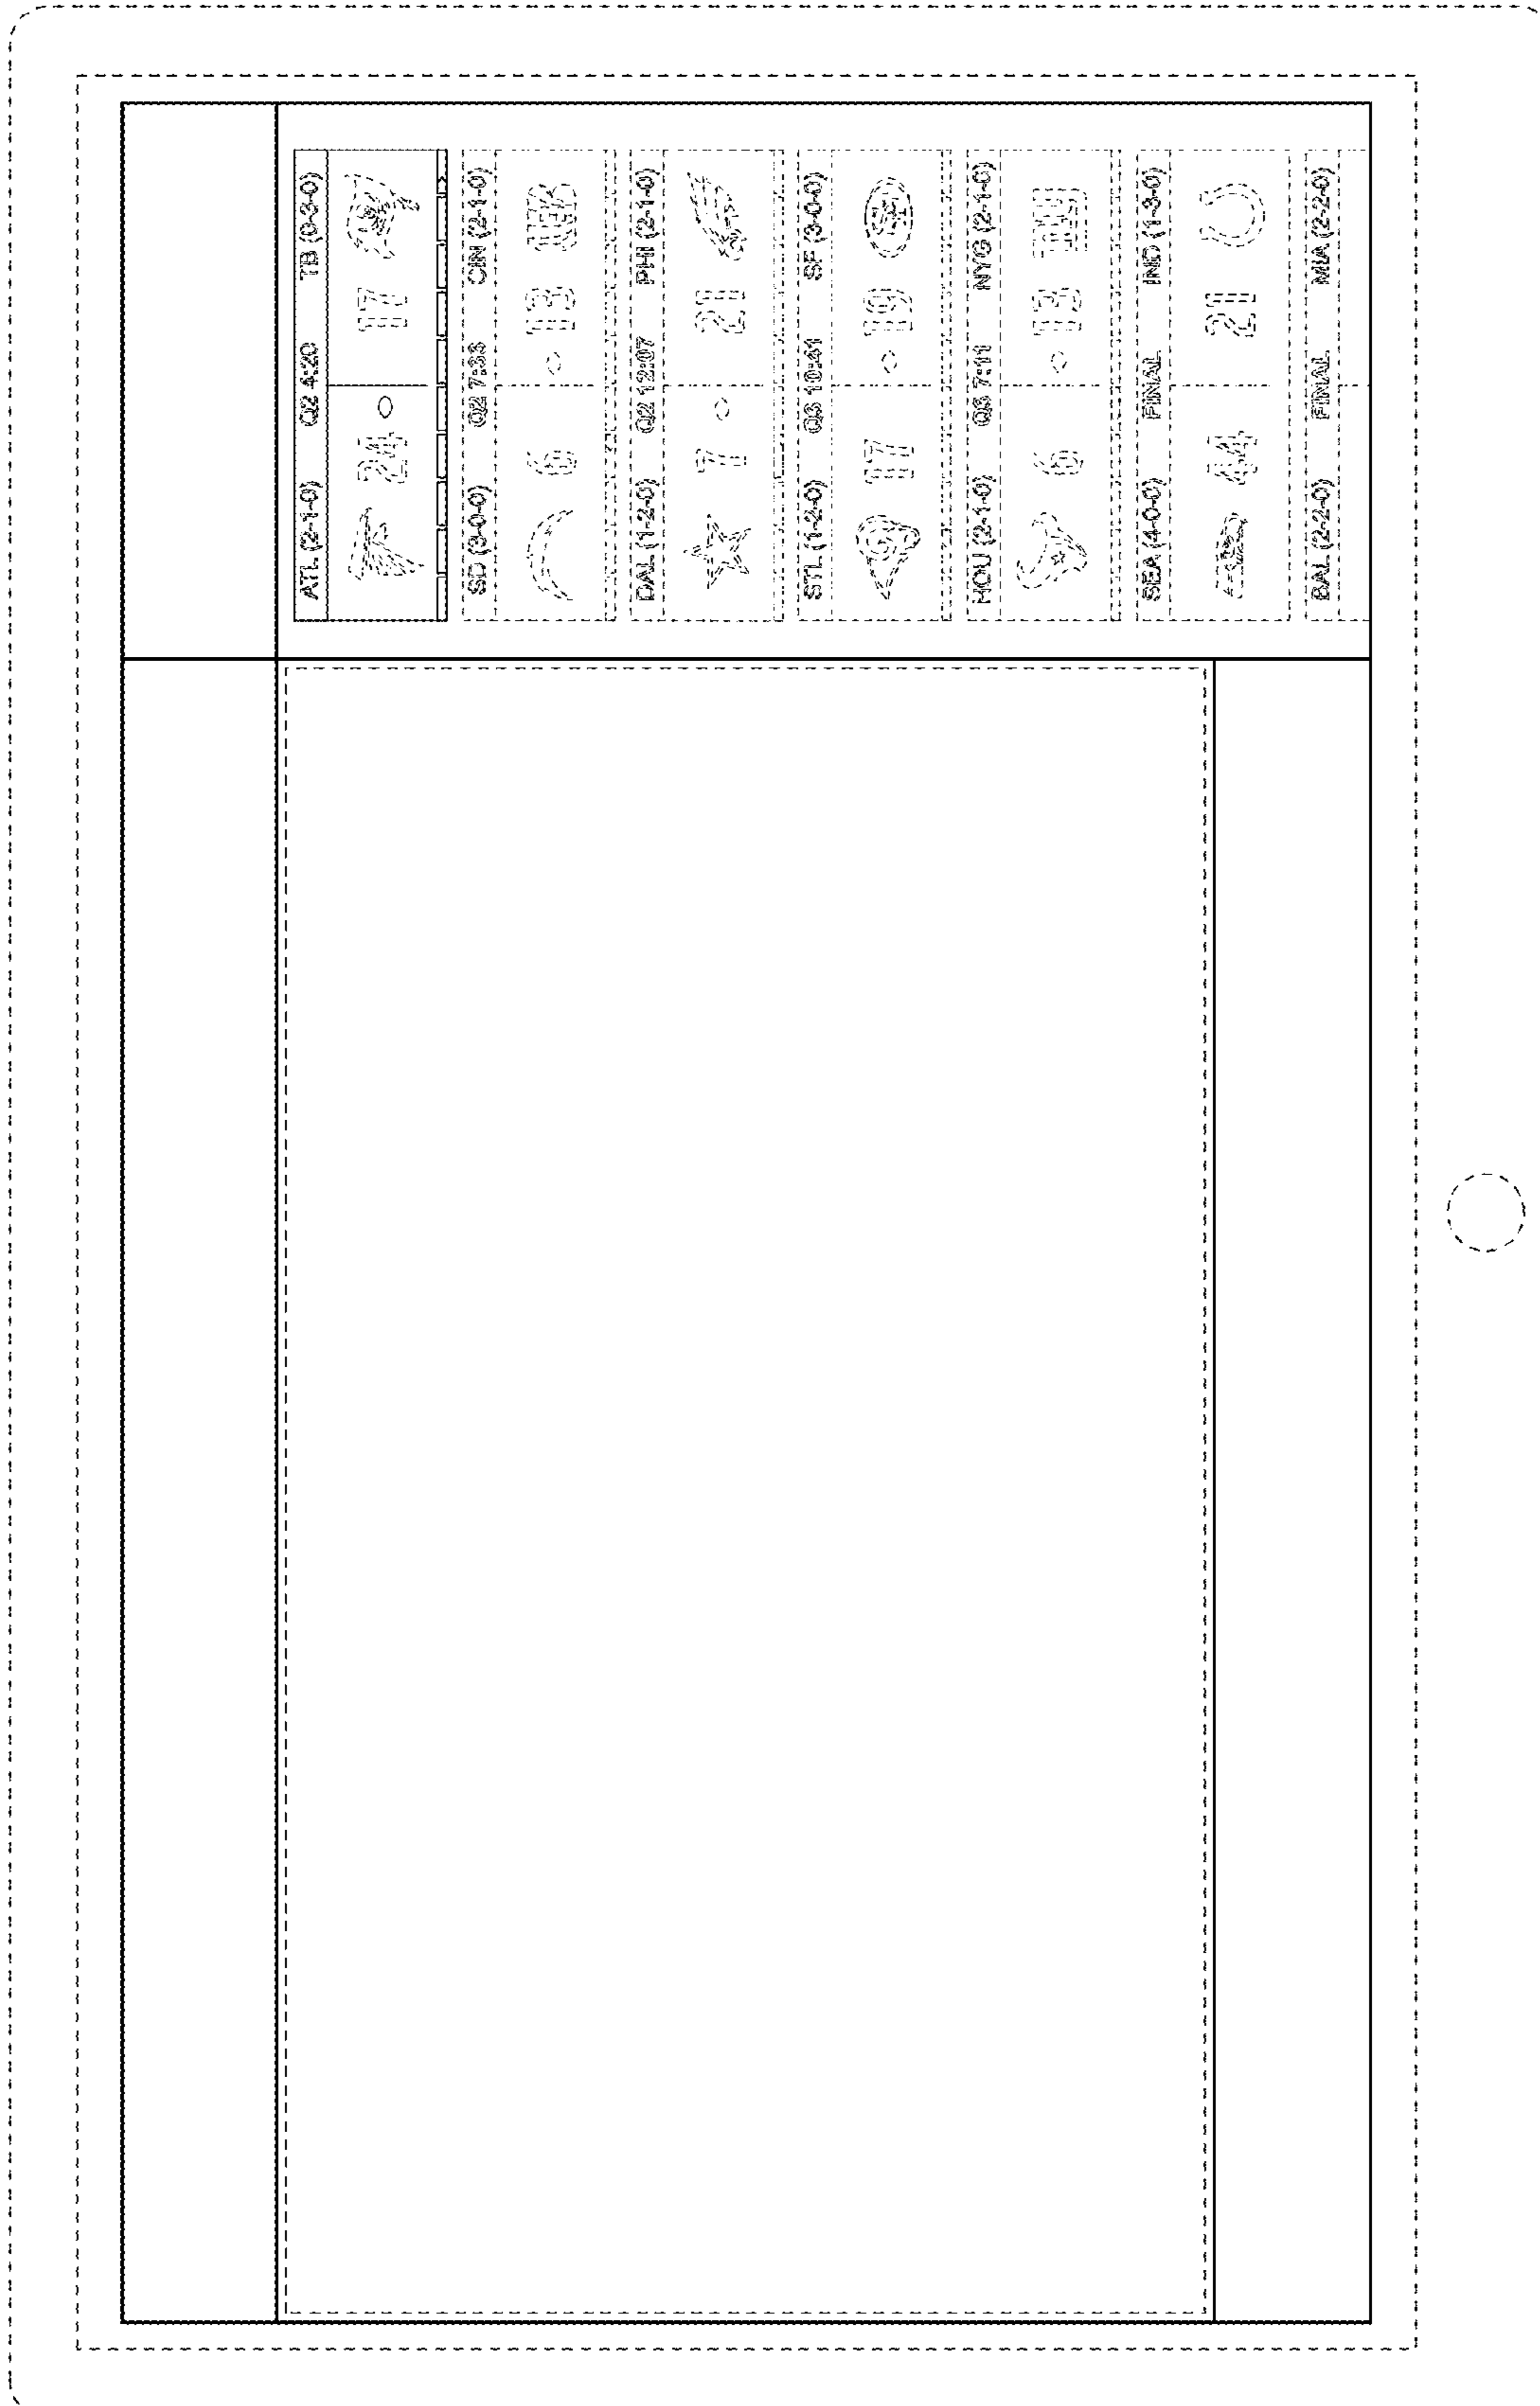 ATL (2-1-0) Q2 4:20 TB (0-3-0)
24 17
SD (3-0-0) Q2 7:33 CIN (2-1-0)
6 13
DAL (1-2-0) Q2 12:07 PHI (2-1-0)
7 21
STL (1-2-0) Q3 10:41 SF (3-0-0)
17 19
HOU (2-1-0) Q3 7:11 NYG (2-1-0)
6 13
SEA (4-0-0) FINAL IND (1-3-0)
44 21
BAL (2-2-0) FINAL MIA (2-2-0)